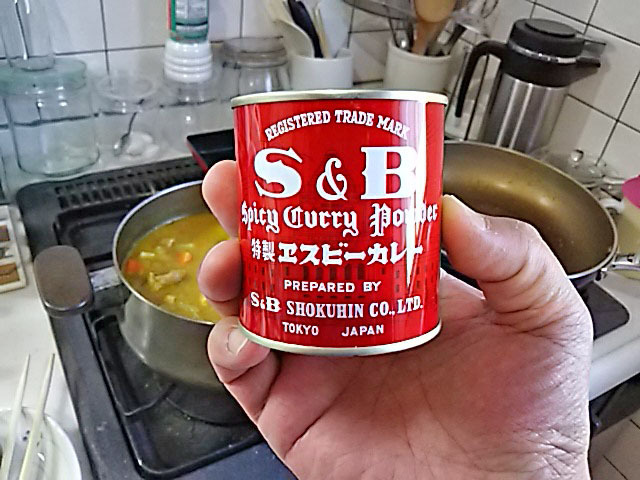 REGISTERED TRADE MARK
S & B
Spicy Curry Powder
特製 ヱスビーカレー
PREPARED BY
S&B SHOKUHIN CO., LTD.
TOKYO JAPAN